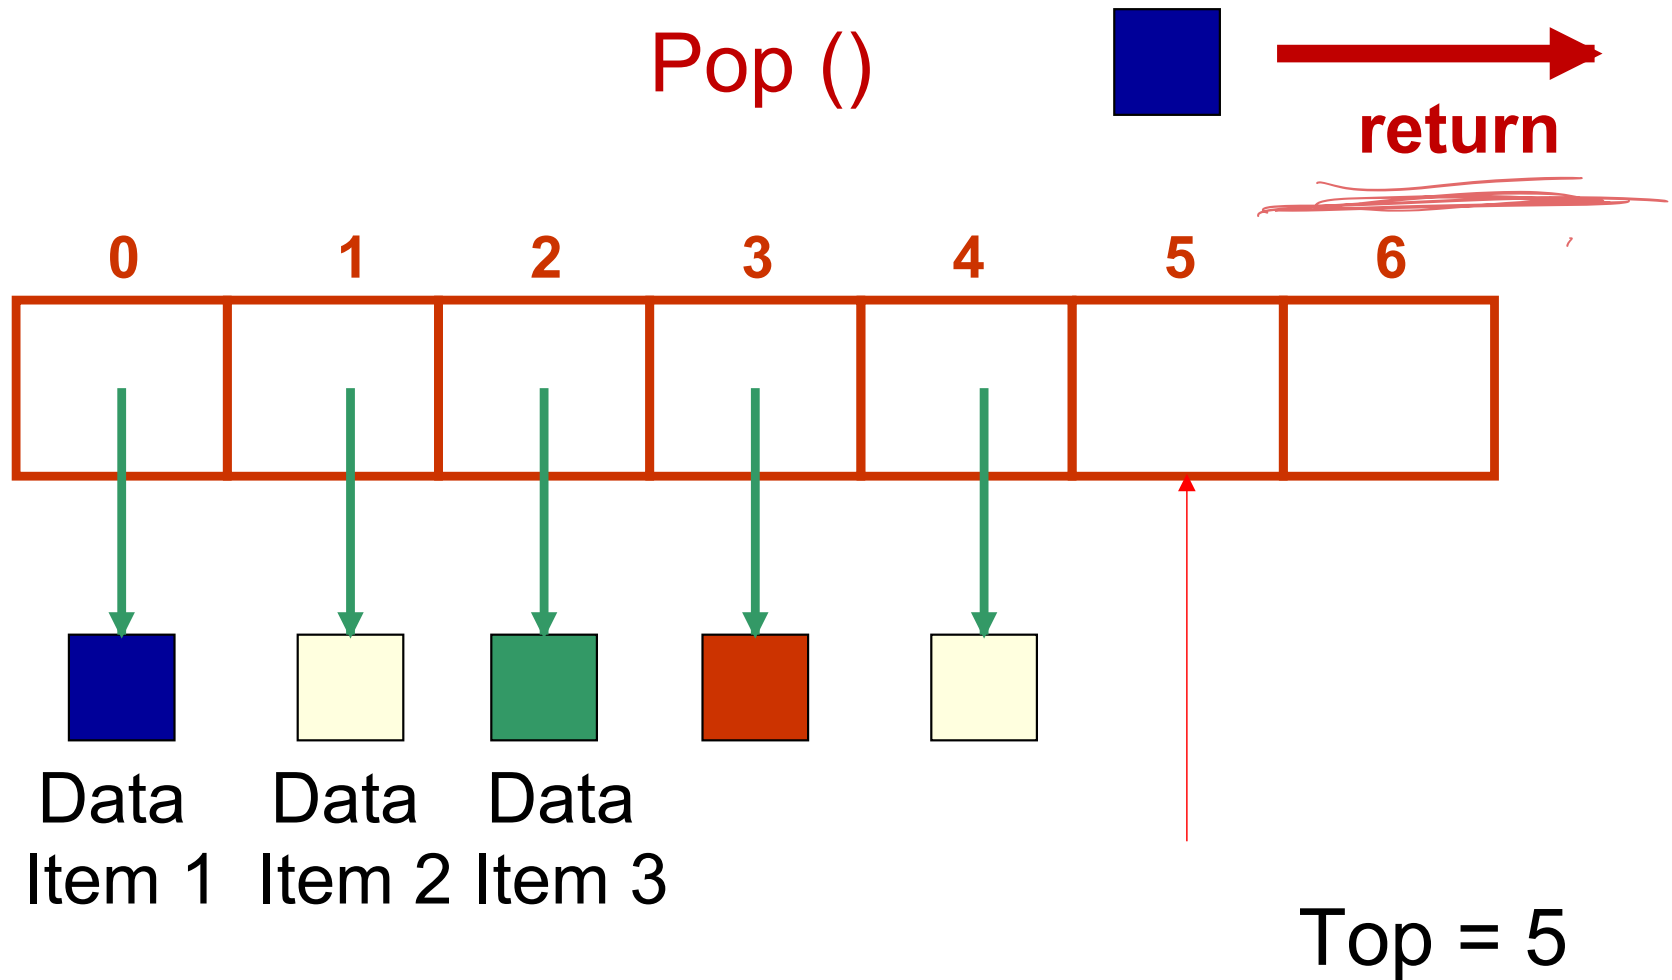 Pop ()
return
0 1 2 3 4 5 6
Data Data Data
Item 1 Item 2 Item 3
Top = 5